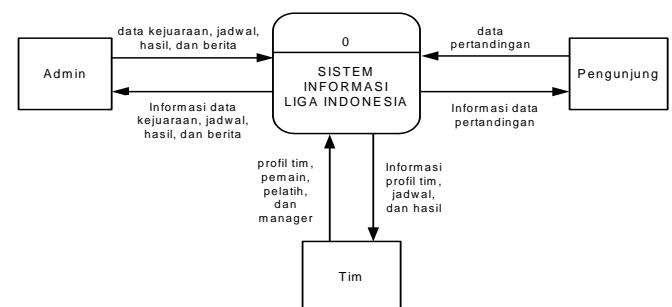 data kejuaraan, jadwal,
hasil, dan berita
Admin
Informasi data
kejuaraan, jadwal,
hasil, dan berita
0
SISTEM
INFORMASI
LIGA INDONESIA
data
pertandingan
Pengunjung
Informasi data
pertandingan
profil tim,
pemain,
pelatih,
dan
manager
Informasi
profil tim,
jadwal,
dan hasil
Tim